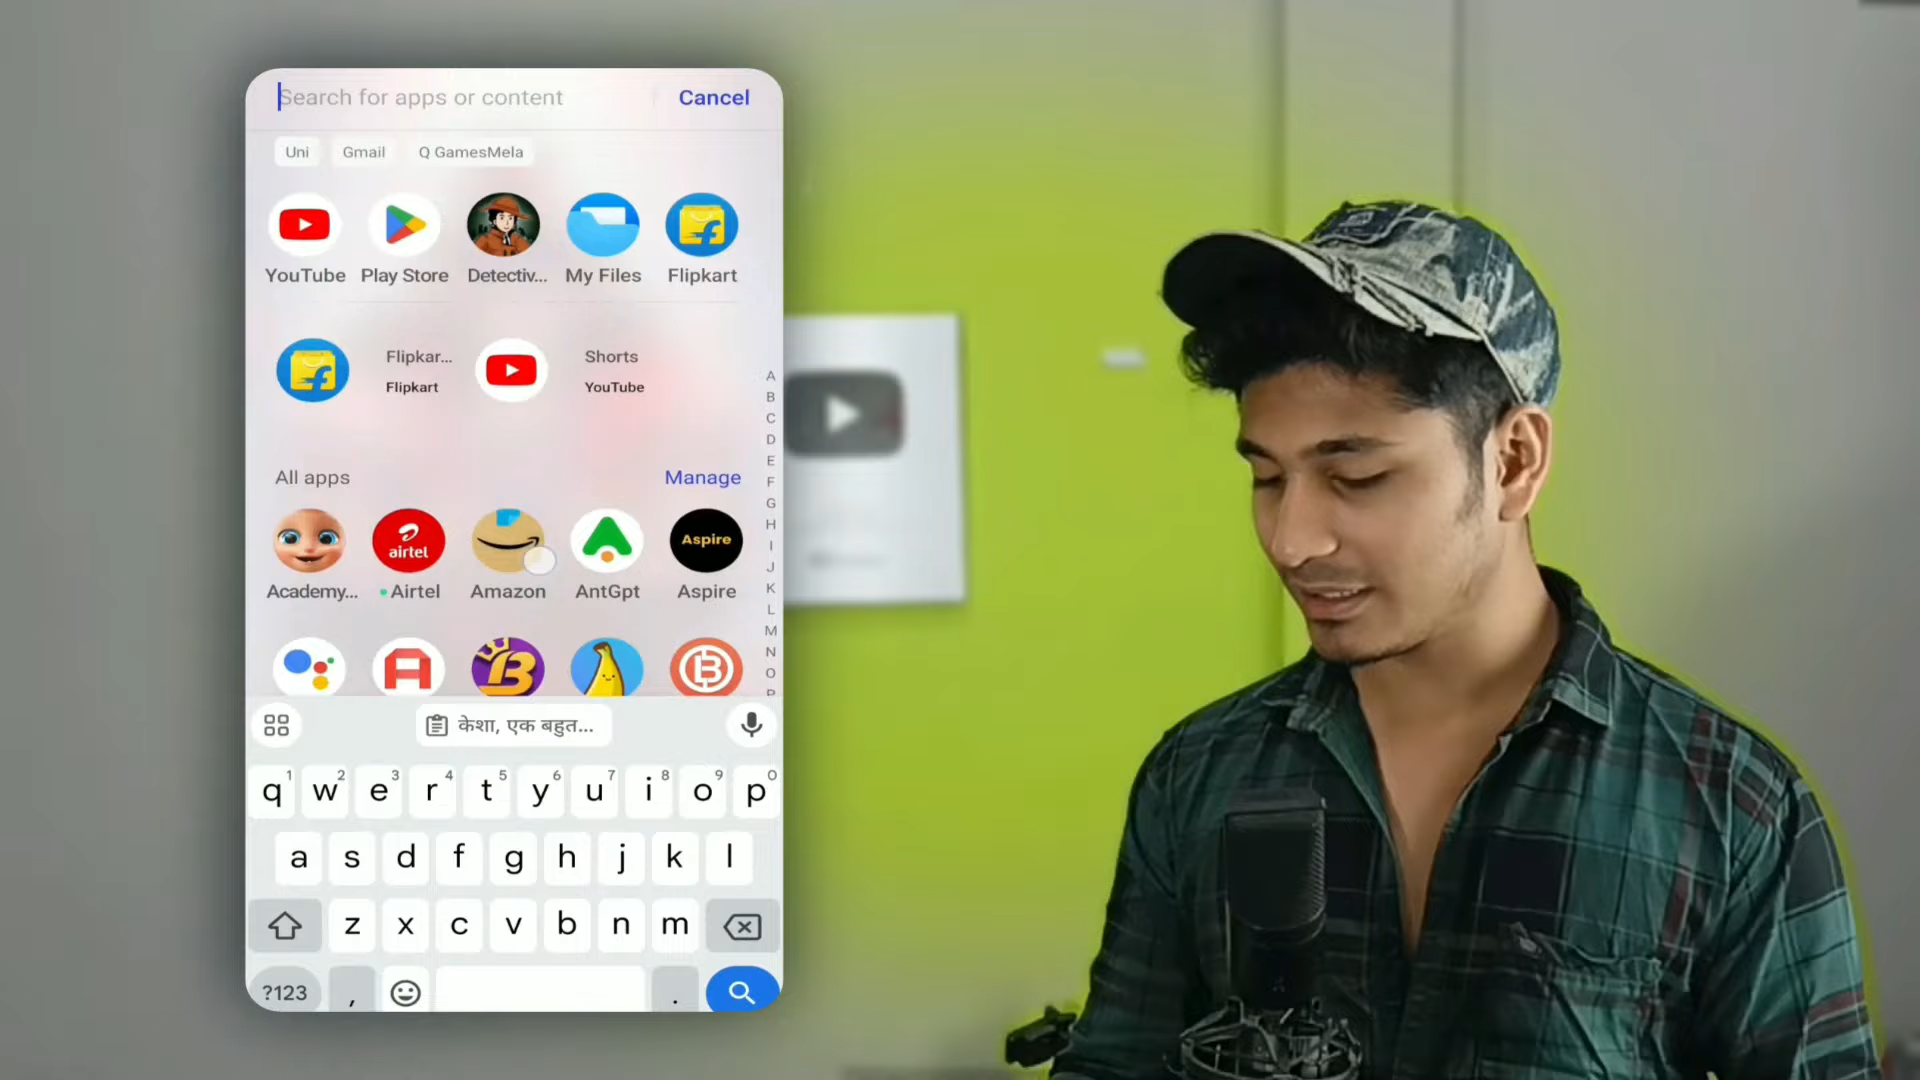 Search for apps or content Cancel
Uni Gmail Q GamesMela
YouTube Play Store Detectiv... My Files Flipkart
Flipkar... Shorts
Flipkart YouTube
All apps Manage
airtel Aspire
Academy... Airtel Amazon AntGpt Aspire
A
B
C
D
E
F
G
H
I
J
K
L
M
N
O
P
केशा, एक बहुत...
1 2 3 4 5 6 7 8 9 0
q w e r t y u i o p
a s d f g h j k l
z x c v b n m
?123 , .